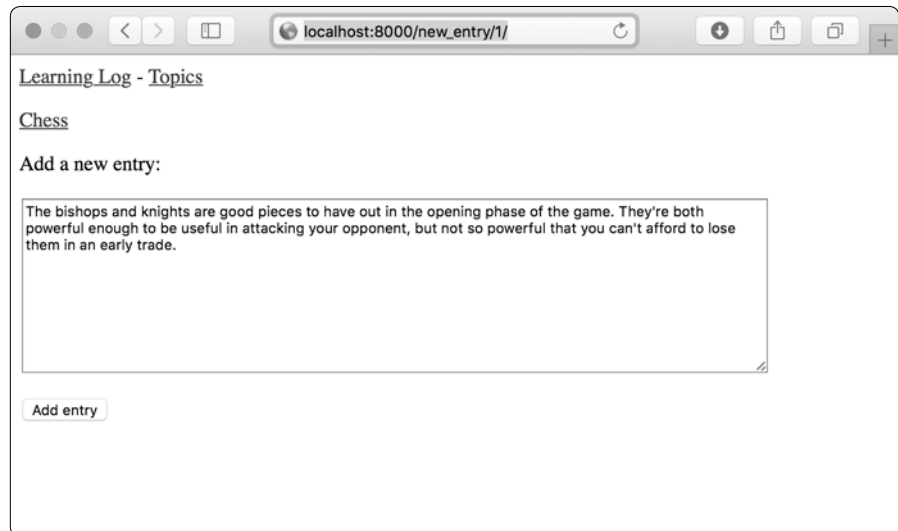 localhost:8000/new_entry/1/
Learning Log - Topics
Chess
Add a new entry:
The bishops and knights are good pieces to have out in the opening phase of the game. They're both
powerful enough to be useful in attacking your opponent, but not so powerful that you can't afford to lose
them in an early trade.
Add entry